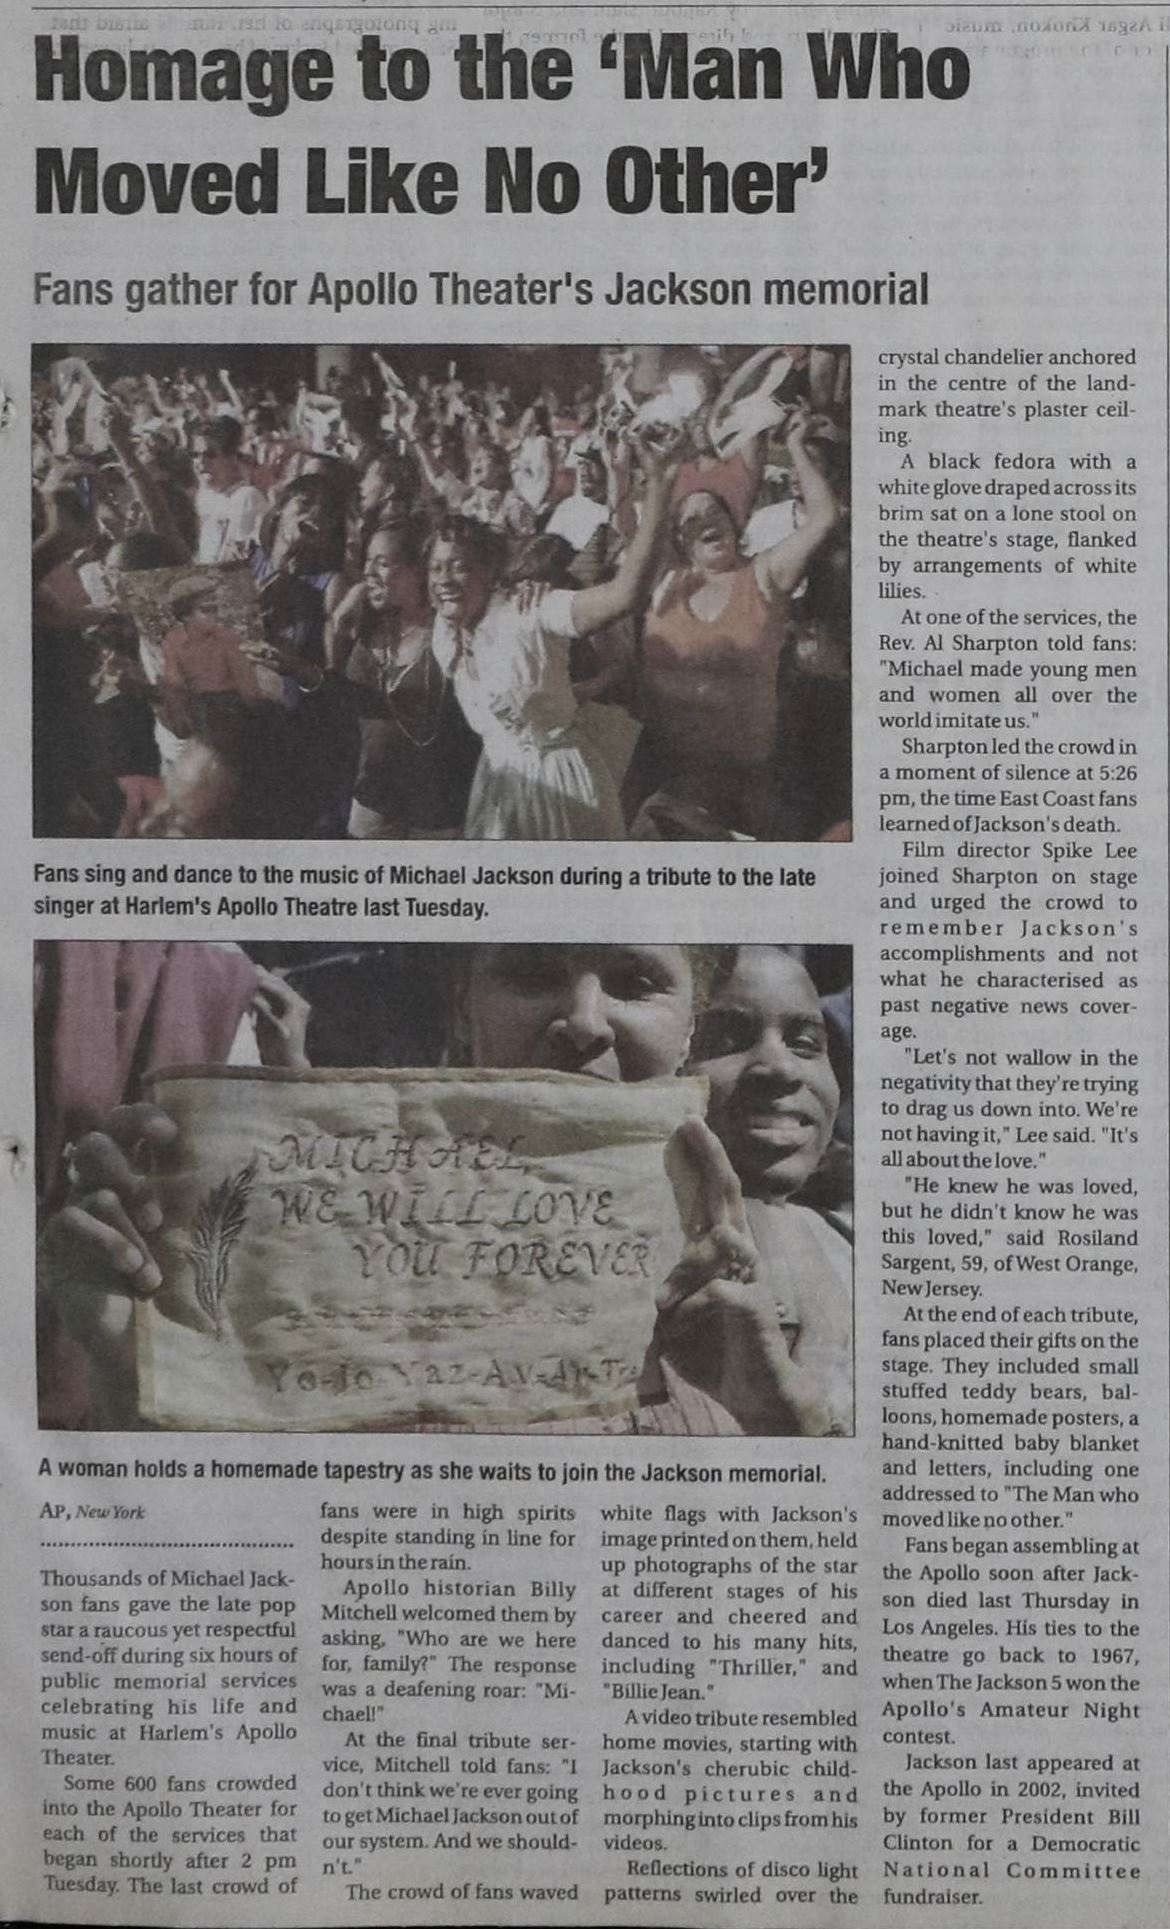 Homage to the ‘Man Who
Moved Like No Other’
Fans gather for Apollo Theater's Jackson memorial
Fans sing and dance to the music of Michael Jackson during a tribute to the late
singer at Harlem's Apollo Theatre last Tuesday.
MICHAEL,
WE WILL LOVE
YOU FOREVER
A woman holds a homemade tapestry as she waits to join the Jackson memorial.
AP, New York
Thousands of Michael Jack-
son fans gave the late pop
star a raucous yet respectful
send-off during six hours of
public memorial services
celebrating his life and
music at Harlem's Apollo
Theater.
Some 600 fans crowded
into the Apollo Theater for
each of the services that
began shortly after 2 pm
Tuesday. The last crowd of
fans were in high spirits
despite standing in line for
hours in the rain.
Apollo historian Billy
Mitchell welcomed them by
asking, "Who are we here
for, family?" The response
was a deafening roar: "Mi-
chael!"
At the final tribute ser-
vice, Mitchell told fans: "I
don't think we're ever going
to get Michael Jackson out of
our system. And we should-
n't."
The crowd of fans waved
white flags with Jackson's
image printed on them, held
up photographs of the star
at different stages of his
career and cheered and
danced to his many hits,
including "Thriller," and
"Billie Jean."
A video tribute resembled
home movies, starting with
Jackson's cherubic child-
hood pictures and
morphing into clips from his
videos.
Reflections of disco light
patterns swirled over the
crystal chandelier anchored
in the centre of the land-
mark theatre's plaster ceil-
ing.
A black fedora with a
white glove draped across its
brim sat on a lone stool on
the theatre's stage, flanked
by arrangements of white
lilies.
At one of the services, the
Rev. Al Sharpton told fans:
"Michael made young men
and women all over the
world imitate us."
Sharpton led the crowd in
a moment of silence at 5:26
pm, the time East Coast fans
learned of Jackson's death.
Film director Spike Lee
joined Sharpton on stage
and urged the crowd to
remember Jackson's
accomplishments and not
what he characterised as
past negative news cover-
age.
"Let's not wallow in the
negativity that they're trying
to drag us down into. We're
not having it," Lee said. "It's
all about the love."
"He knew he was loved,
but he didn't know he was
this loved," said Rosiland
Sargent, 59, of West Orange,
New Jersey.
At the end of each tribute,
fans placed their gifts on the
stage. They included small
stuffed teddy bears, bal-
loons, homemade posters, a
hand-knitted baby blanket
and letters, including one
addressed to "The Man who
moved like no other."
Fans began assembling at
the Apollo soon after Jack-
son died last Thursday in
Los Angeles. His ties to the
theatre go back to 1967,
when The Jackson 5 won the
Apollo's Amateur Night
contest.
Jackson last appeared at
the Apollo in 2002, invited
by former President Bill
Clinton for a Democratic
National Committee
fundraiser.